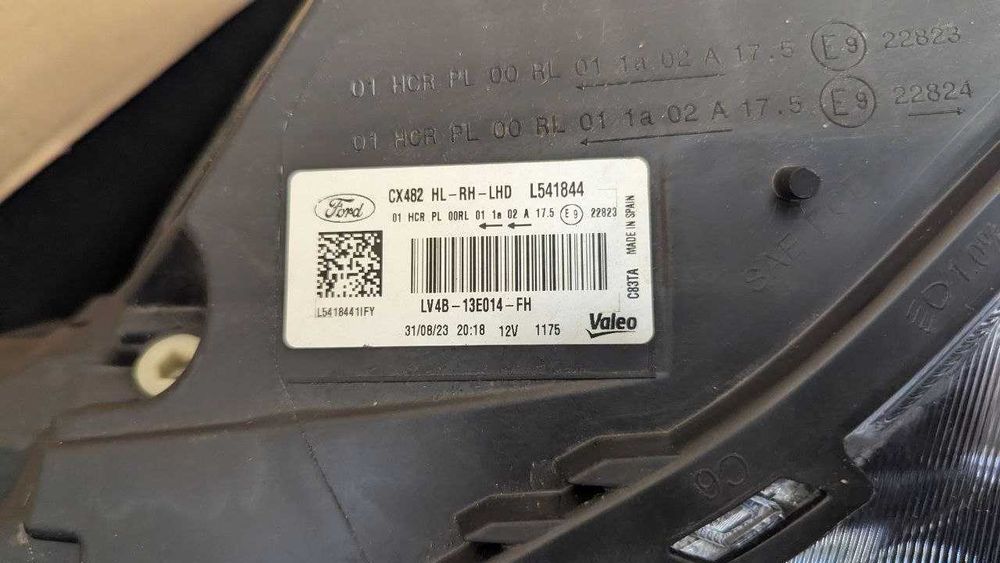 01 HCR PL 00 RL 01 1a 02 A 17.5 E9 22823
01 HCR PL 00 RL 01 1a 02 A 17.5 E9 22824
Ford CX482 HL-RH-LHD L541844
01 HCR PL 00RL 01 1a 02 A 17.5 E9 22823
L5418441IFY
LV4B-13E014-FH
31/08/23 20:18 12V 1175 Valeo
C83TA MADE IN SPAIN